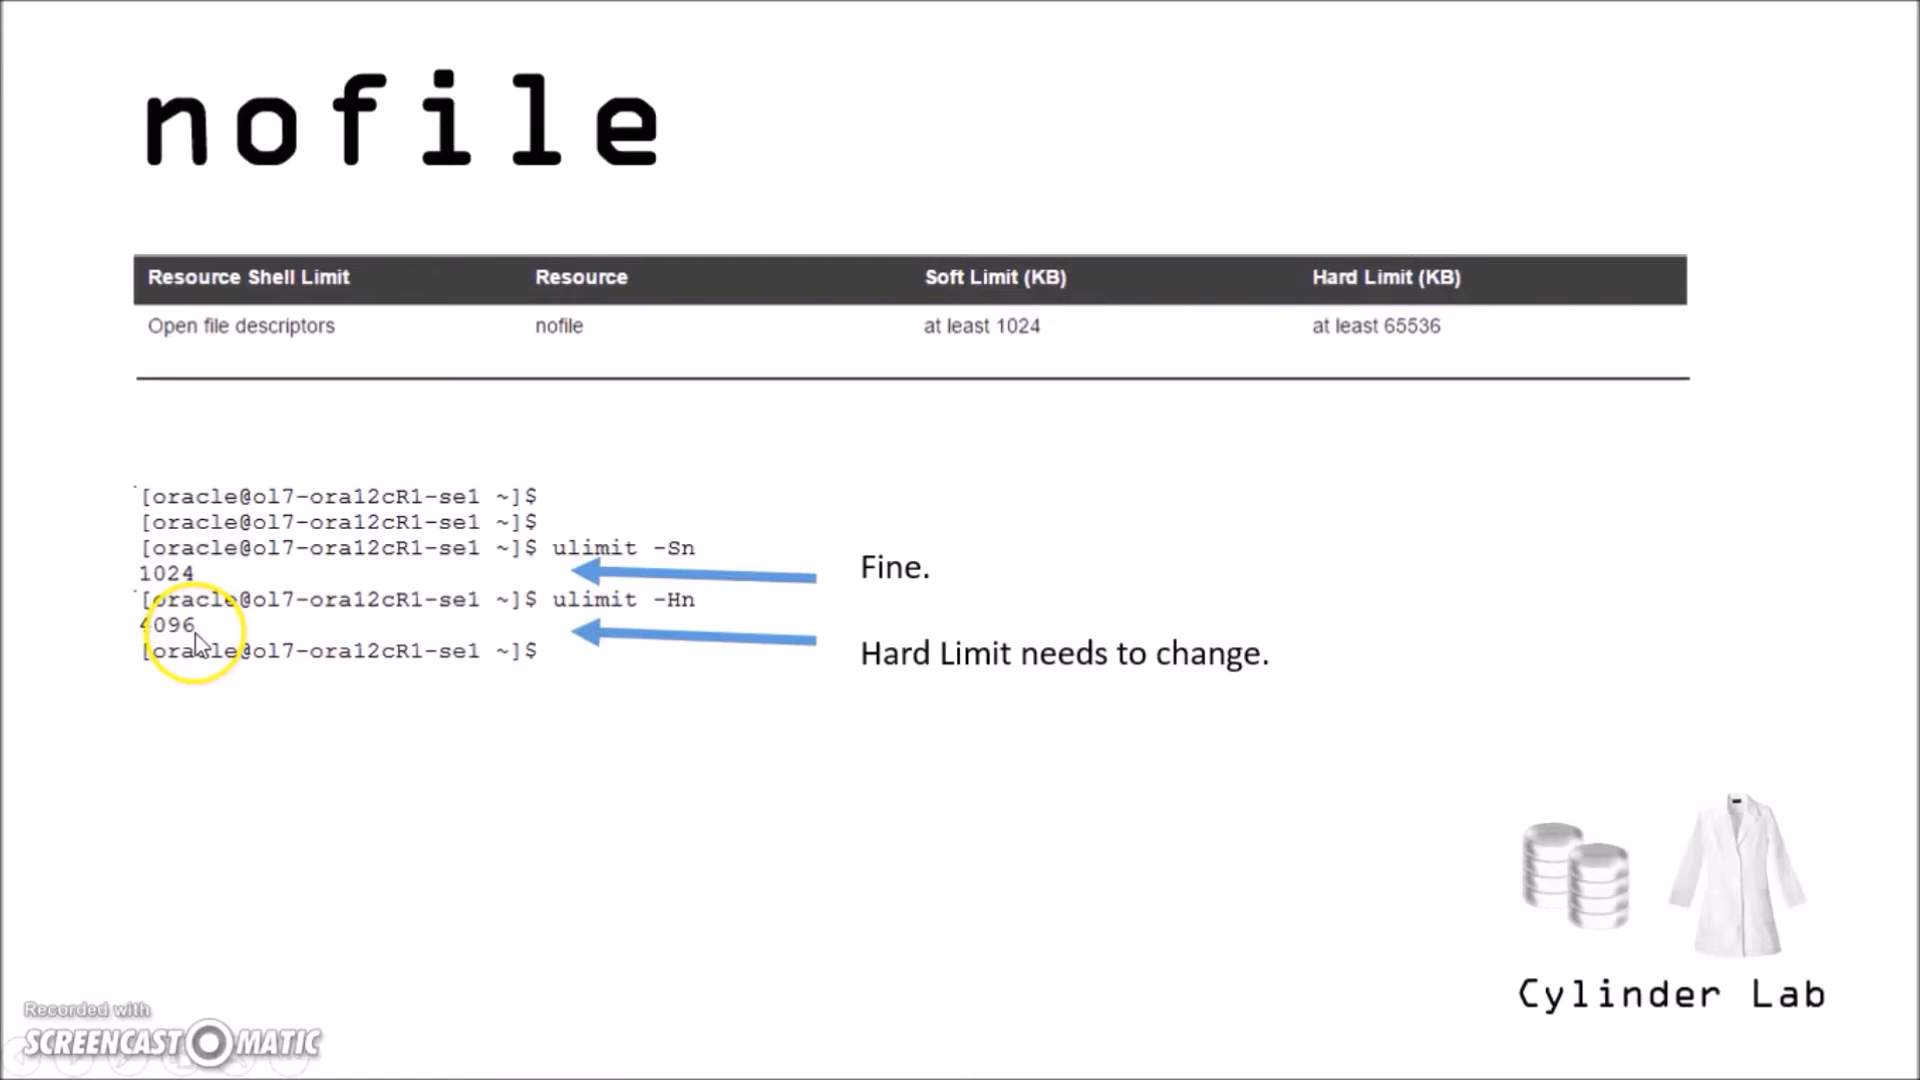 nofile
Resource Shell Limit Resource Soft Limit (KB) Hard Limit (KB)
Open file descriptors nofile at least 1024 at least 65536
[oracle@ol7-ora12cR1-se1 ~]$
[oracle@ol7-ora12cR1-se1 ~]$
[oracle@ol7-ora12cR1-se1 ~]$ ulimit -Sn
1024
Fine.
[oracle@ol7-ora12cR1-se1 ~]$ ulimit -Hn
4096
Hard Limit needs to change.
[oracle@ol7-ora12cR1-se1 ~]$
Cylinder Lab
Recorded with
SCREENCAST MATIC